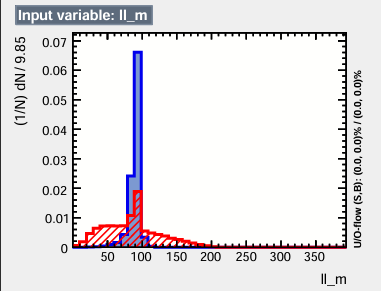 Input variable: ll_m
(1/N) dN / 9.85
0.07
0.06
0.05
0.04
0.03
0.02
0.01
0
50 100 150 200 250 300 350
ll_m
U/O-flow (S,B): (0.0, 0.0)% / (0.0, 0.0)%